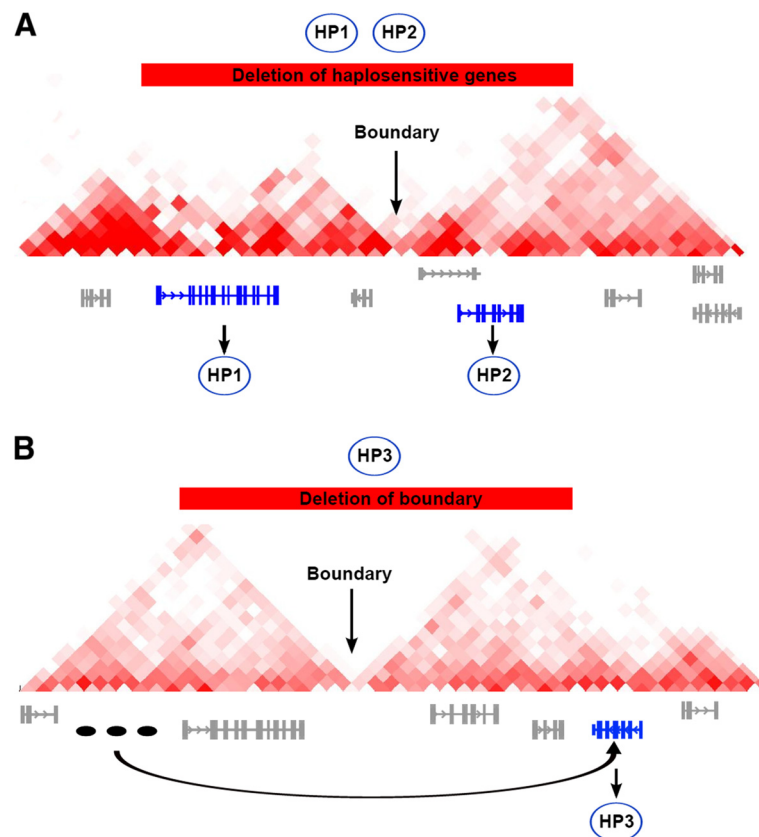 A
HP1 HP2
Deletion of haplosensitive genes
Boundary
HP1 HP2
B
HP3
Deletion of boundary
Boundary
HP3